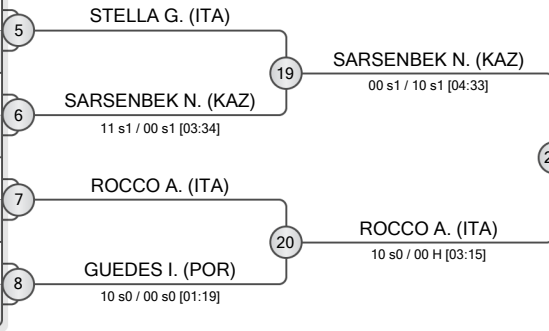 STELLA G. (ITA)
5
19
SARSENBEK N. (KAZ)
00 s1 / 10 s1 [04:33]
SARSENBEK N. (KAZ)
6
11 s1 / 00 s1 [03:34]
ROCCO A. (ITA)
7
20
ROCCO A. (ITA)
10 s0 / 00 H [03:15]
GUEDES I. (POR)
8
10 s0 / 00 s0 [01:19]